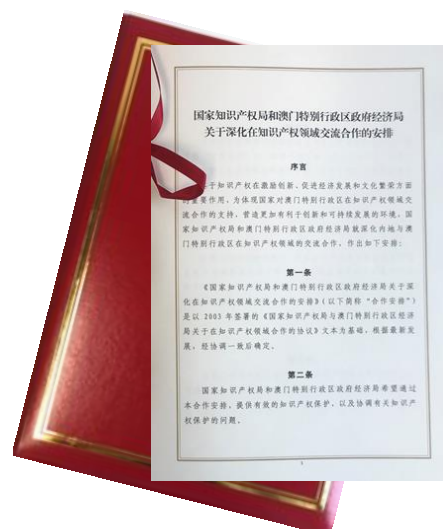 国家知识产权局和澳门特别行政区政府经济局
关于深化在知识产权领域交流合作的安排
序言
于知识产权在激励创新、促进经济发展和文化繁荣方面
重要作用，为体现国家对澳门特别行政区在知识产权领域交
流合作的支持，营造更加有利于创新和可持续发展的环境，国
家知识产权局和澳门特别行政区政府经济局就深化内地与澳
门特别行政区在知识产权领域的交流合作，作出如下安排：
第一条
《国家知识产权局和澳门特别行政区政府经济局关于深
化在知识产权领域交流合作的安排》（以下简称“合作安排”）
是以 2003 年签署的《国家知识产权局与澳门特别行政区经济
局关于在知识产权领域合作的协议》文本为基础，根据最新发
展，经协调一致后确定。
第二条
国家知识产权局和澳门特别行政区政府经济局希望通过
本合作安排，提供有效的知识产权保护，以及协调有关知识产
权保护的问题。